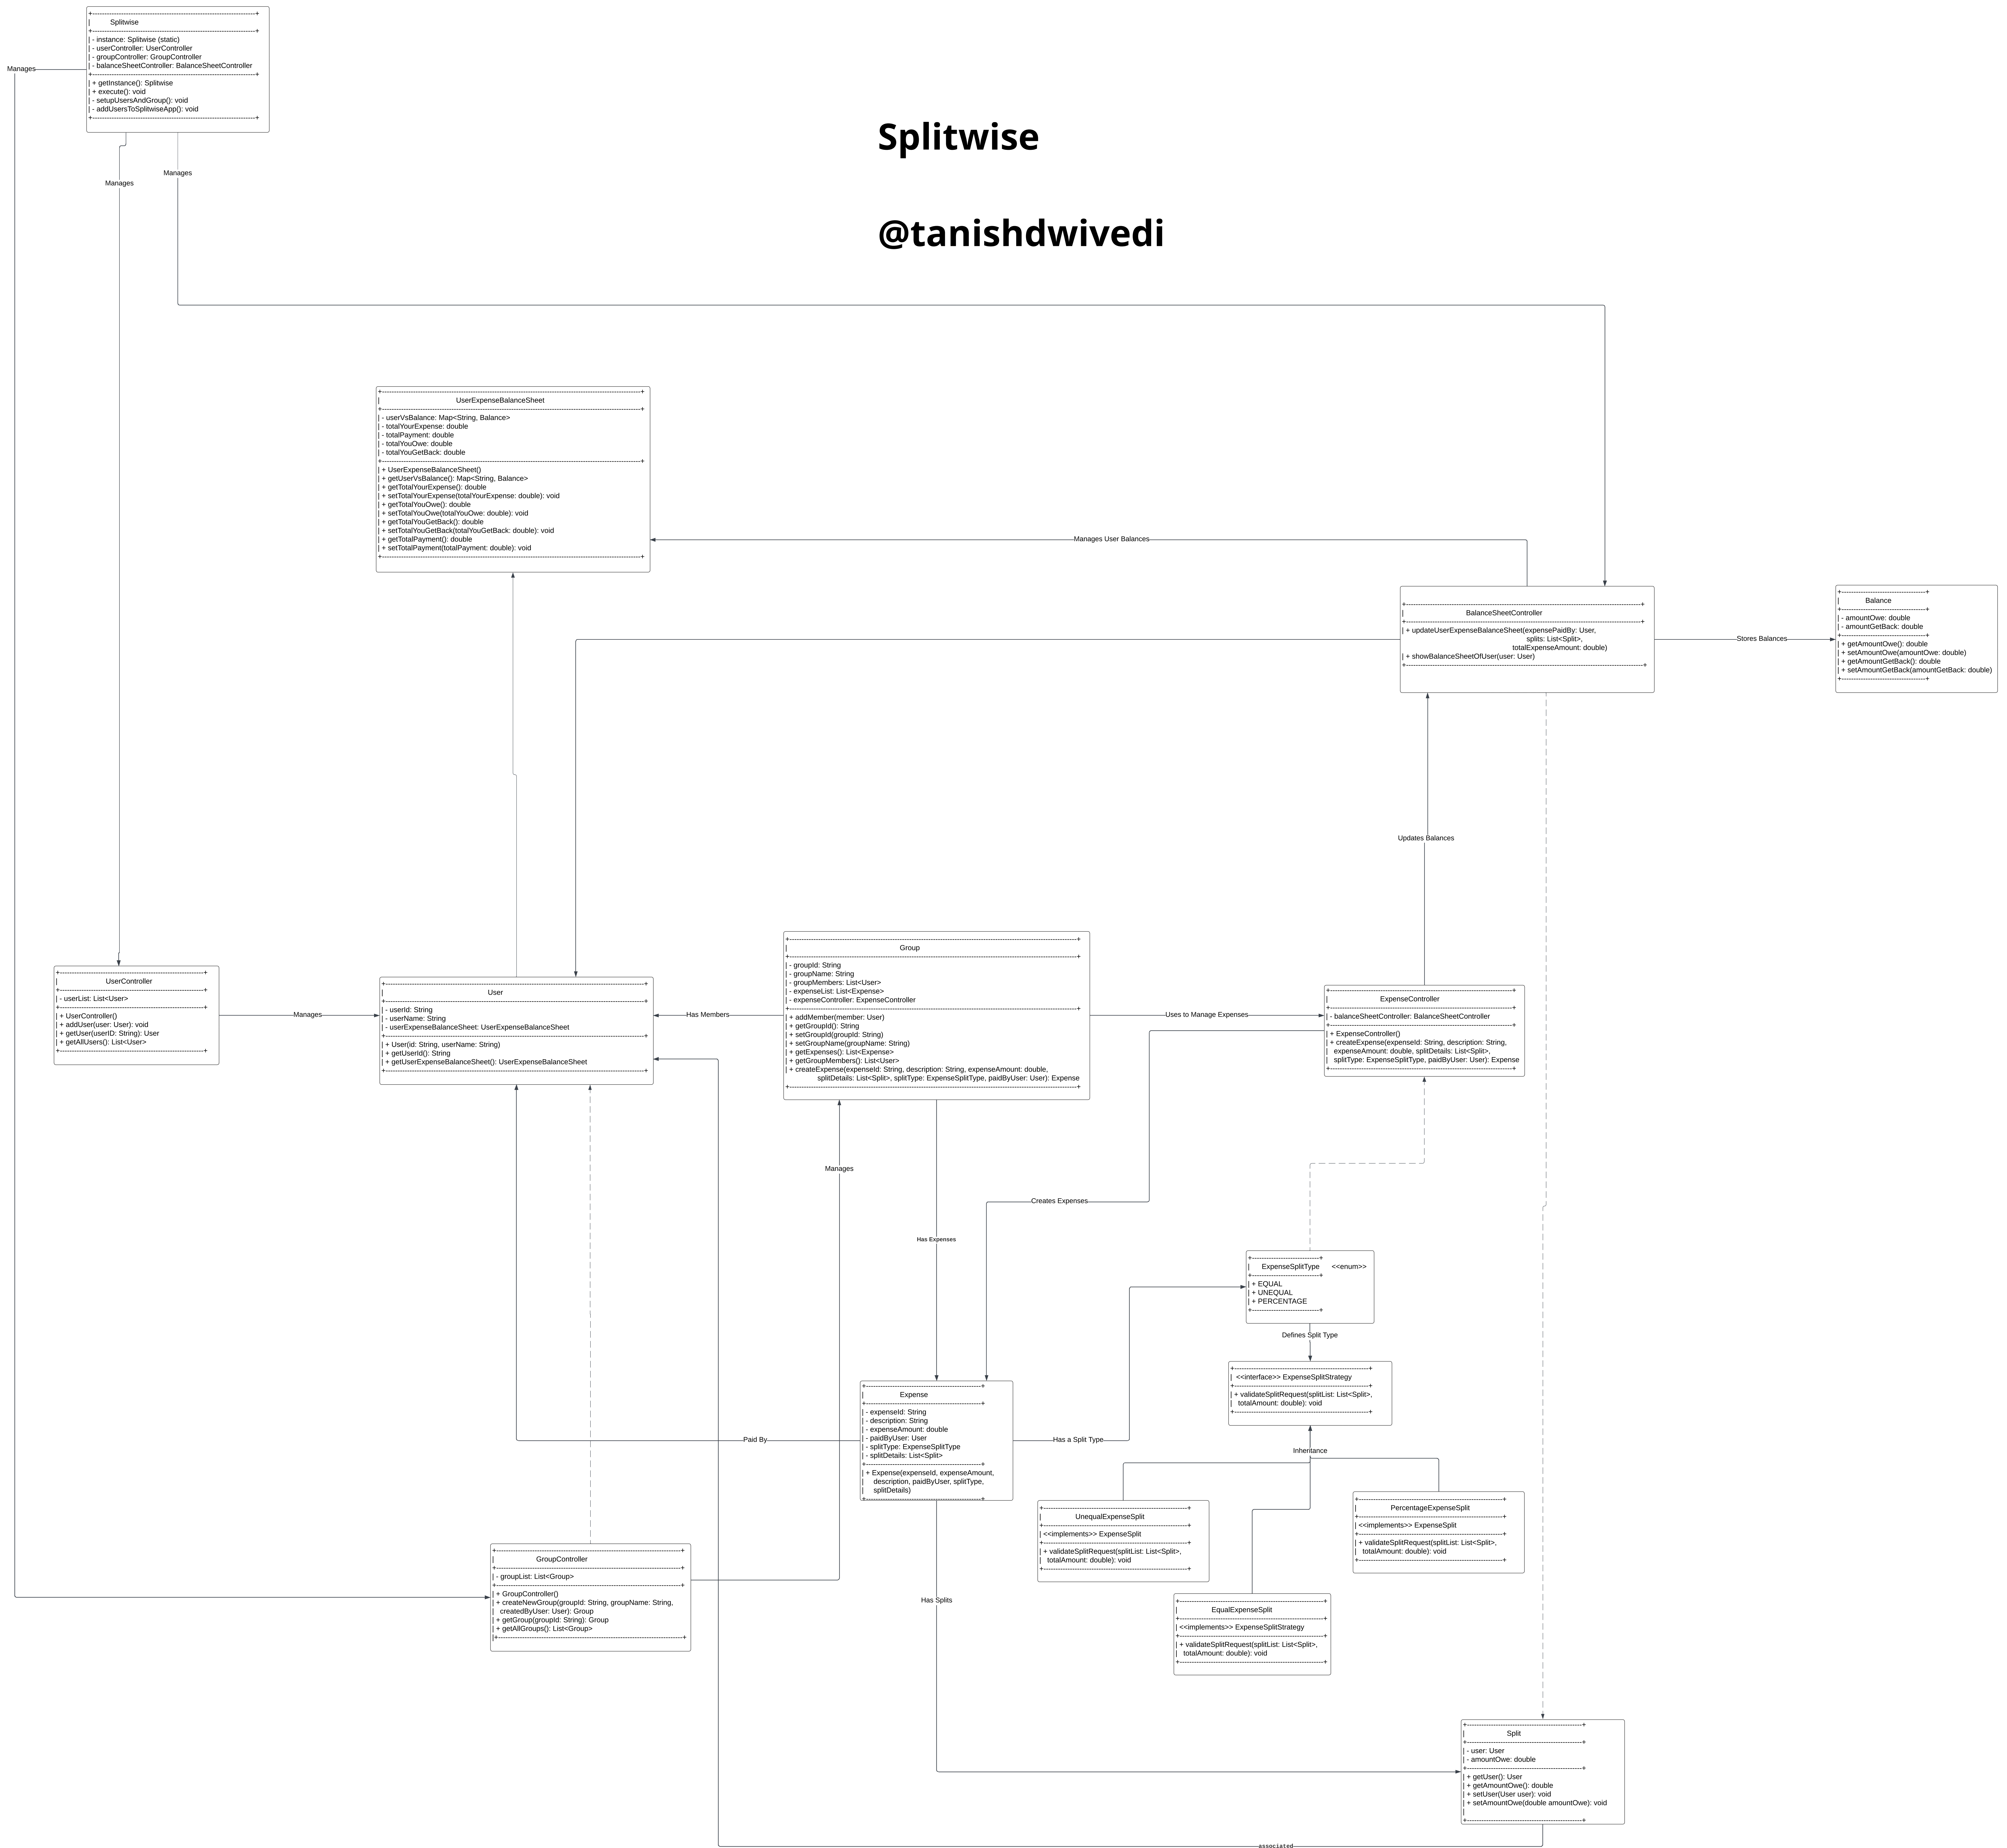 Splitwise
- instance: Splitwise (static)
- userController: UserController
- groupController: GroupController
- balanceSheetController: BalanceSheetController
+ getInstance(): Splitwise
+ execute(): void
- setupUsersAndGroup(): void
- addUsersToSplitwiseApp(): void
Manages
Manages
Manages
Splitwise
@tanishdwivedi
UserExpenseBalanceSheet
- userVsBalance: Map<String, Balance>
- totalYourExpense: double
- totalPayment: double
- totalYouOwe: double
- totalYouGetBack: double
+ UserExpenseBalanceSheet()
+ getUserVsBalance(): Map<String, Balance>
+ getTotalYourExpense(): double
+ setTotalYourExpense(totalYourExpense: double): void
+ getTotalYouOwe(): double
+ setTotalYouOwe(totalYouOwe: double): void
+ getTotalYouGetBack(): double
+ setTotalYouGetBack(totalYouGetBack: double): void
+ getTotalPayment(): double
+ setTotalPayment(totalPayment: double): void
Manages User Balances
BalanceSheetController
+ updateUserExpenseBalanceSheet(expensePaidBy: User,
splits: List<Split>,
totalExpenseAmount: double)
+ showBalanceSheetOfUser(user: User)
Stores Balances
Balance
- amountOwe: double
- amountGetBack: double
+ getAmountOwe(): double
+ setAmountOwe(amountOwe: double)
+ getAmountGetBack(): double
+ setAmountGetBack(amountGetBack: double)
Updates Balances
UserController
- userList: List<User>
+ UserController()
+ addUser(user: User): void
+ getUser(userID: String): User
+ getAllUsers(): List<User>
Manages
User
- userId: String
- userName: String
- userExpenseBalanceSheet: UserExpenseBalanceSheet
+ User(id: String, userName: String)
+ getUserId(): String
+ getUserExpenseBalanceSheet(): UserExpenseBalanceSheet
Has Members
Group
- groupId: String
- groupName: String
- groupMembers: List<User>
- expenseList: List<Expense>
- expenseController: ExpenseController
+ addMember(member: User)
+ getGroupId(): String
+ setGroupId(groupId: String)
+ setGroupName(groupName: String)
+ getExpenses(): List<Expense>
+ getGroupMembers(): List<User>
+ createExpense(expenseId: String, description: String, expenseAmount: double,
splitDetails: List<Split>, splitType: ExpenseSplitType, paidByUser: User): Expense
Uses to Manage Expenses
ExpenseController
- balanceSheetController: BalanceSheetController
+ ExpenseController()
+ createExpense(expenseId: String, description: String,
expenseAmount: double, splitDetails: List<Split>,
splitType: ExpenseSplitType, paidByUser: User): Expense
Manages
Creates Expenses
Has Expenses
ExpenseSplitType <<enum>>
+ EQUAL
+ UNEQUAL
+ PERCENTAGE
Defines Split Type
<<interface>> ExpenseSplitStrategy
+ validateSplitRequest(splitList: List<Split>,
totalAmount: double): void
Inheritance
Expense
- expenseId: String
- description: String
- expenseAmount: double
- paidByUser: User
- splitType: ExpenseSplitType
- splitDetails: List<Split>
+ Expense(expenseId, expenseAmount,
description, paidByUser, splitType,
splitDetails)
Paid By
Has a Split Type
UnequalExpenseSplit
<<implements>> ExpenseSplit
+ validateSplitRequest(splitList: List<Split>,
totalAmount: double): void
PercentageExpenseSplit
<<implements>> ExpenseSplit
+ validateSplitRequest(splitList: List<Split>,
totalAmount: double): void
EqualExpenseSplit
<<implements>> ExpenseSplitStrategy
+ validateSplitRequest(splitList: List<Split>,
totalAmount: double): void
GroupController
- groupList: List<Group>
+ GroupController()
+ createNewGroup(groupId: String, groupName: String,
createdByUser: User): Group
+ getGroup(groupId: String): Group
+ getAllGroups(): List<Group>
Has Splits
Split
- user: User
- amountOwe: double
+ getUser(): User
+ getAmountOwe(): double
+ setUser(User user): void
+ setAmountOwe(double amountOwe): void
associated